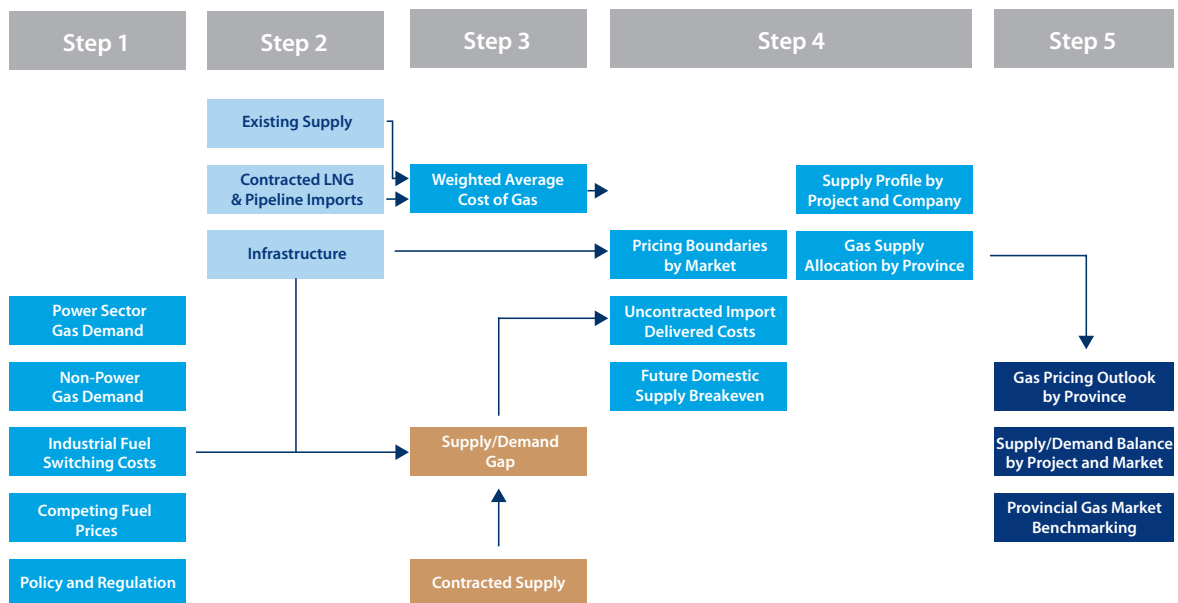 Step 1
Step 2
Step 3
Step 4
Step 5
Existing Supply
Contracted LNG
& Pipeline Imports
Infrastructure
Weighted Average
Cost of Gas
Supply Profile by
Project and Company
Pricing Boundaries
by Market
Gas Supply
Allocation by Province
Power Sector
Gas Demand
Uncontracted Import
Delivered Costs
Non-Power
Gas Demand
Future Domestic
Supply Breakeven
Gas Pricing Outlook
by Province
Industrial Fuel
Switching Costs
Supply/Demand
Gap
Supply/Demand Balance
by Project and Market
Competing Fuel
Prices
Provincial Gas Market
Benchmarking
Policy and Regulation
Contracted Supply